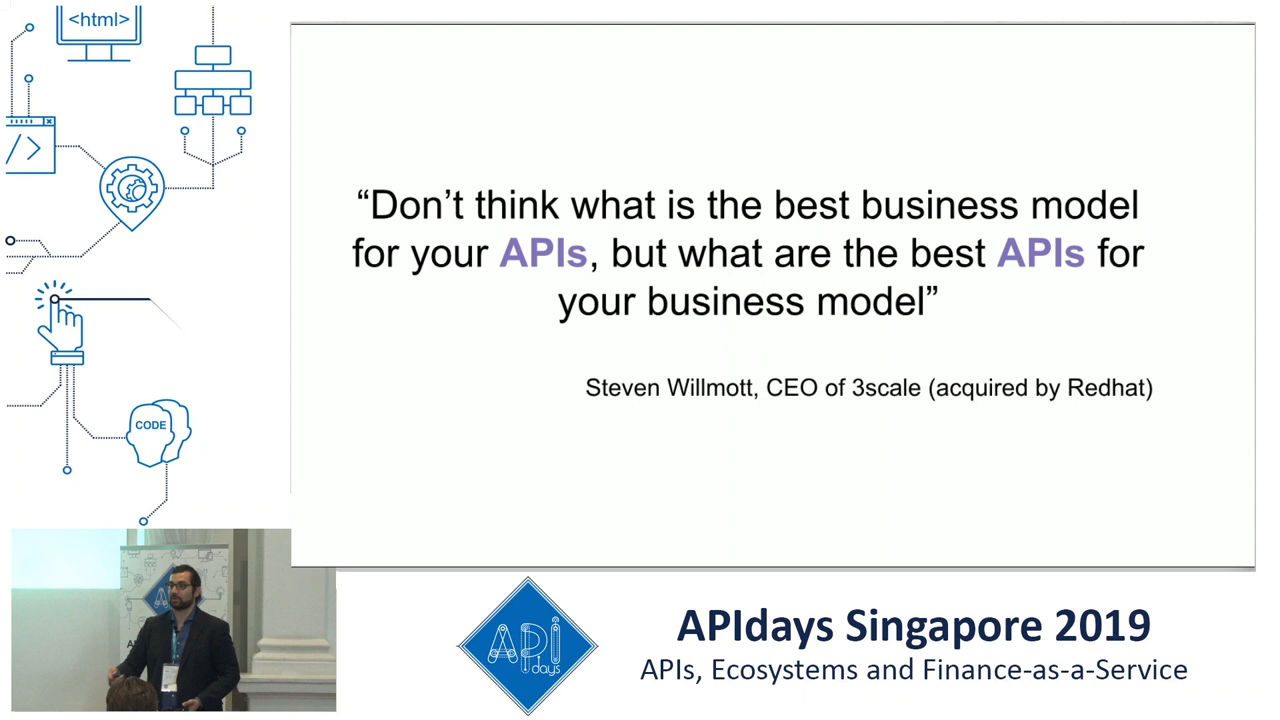 <html>
“Don’t think what is the best business model
for your APIs, but what are the best APIs for
your business model”
Steven Willmott, CEO of 3scale (acquired by Redhat)
</>
CODE
API
days
APIdays Singapore 2019
APIs, Ecosystems and Finance-as-a-Service